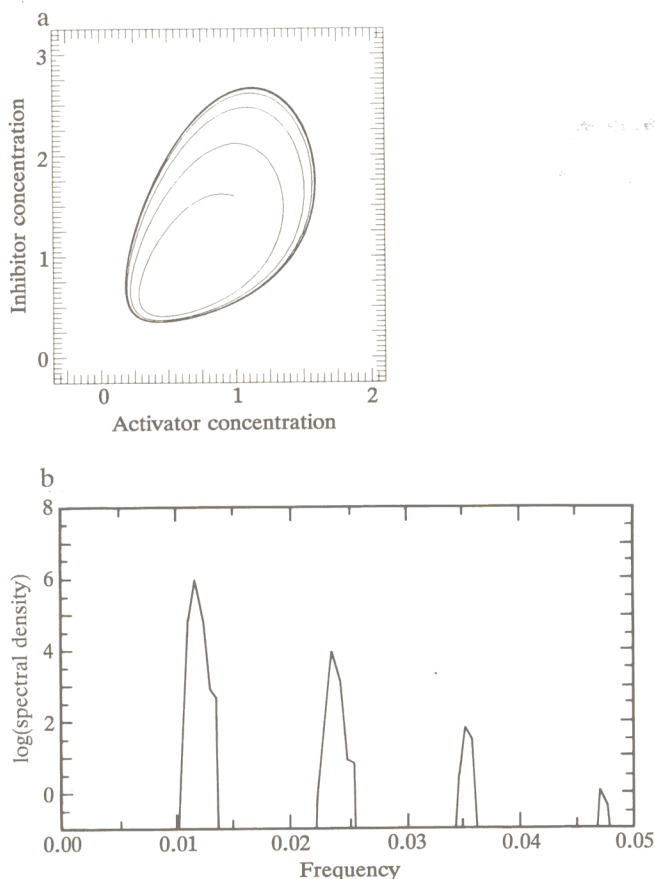 a
3
2
1
0
Inhibitor concentration
0 1 2
Activator concentration
b
8
6
4
2
0
log(spectral density)
0.00 0.01 0.02 0.03 0.04 0.05
Frequency